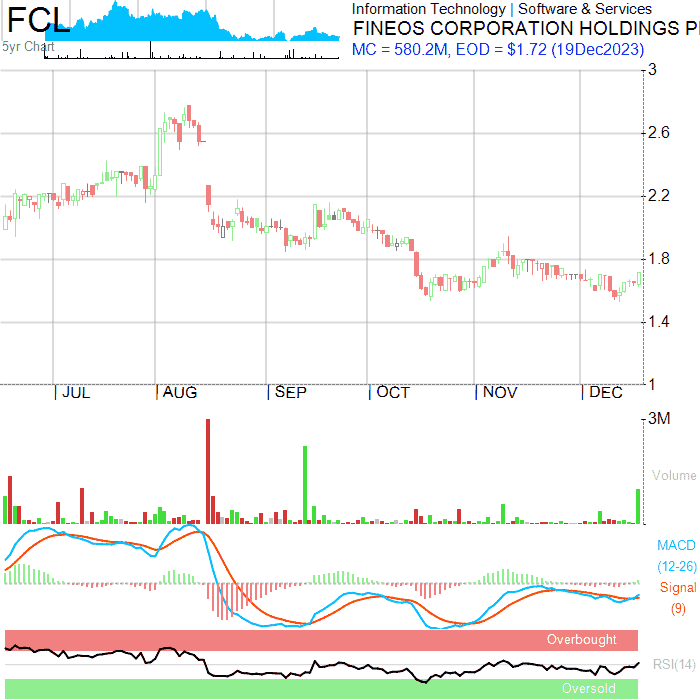 FCL
5yr Chart
Information Technology | Software & Services
FINEOS CORPORATION HOLDINGS P
MC = 580.2M, EOD = $1.72 (19Dec2023)
3
2.6
2.2
1.8
1.4
1
JUL AUG SEP OCT NOV DEC
3M
Volume
MACD
(12-26)
Signal
(9)
Overbought
RSI(14)
Oversold